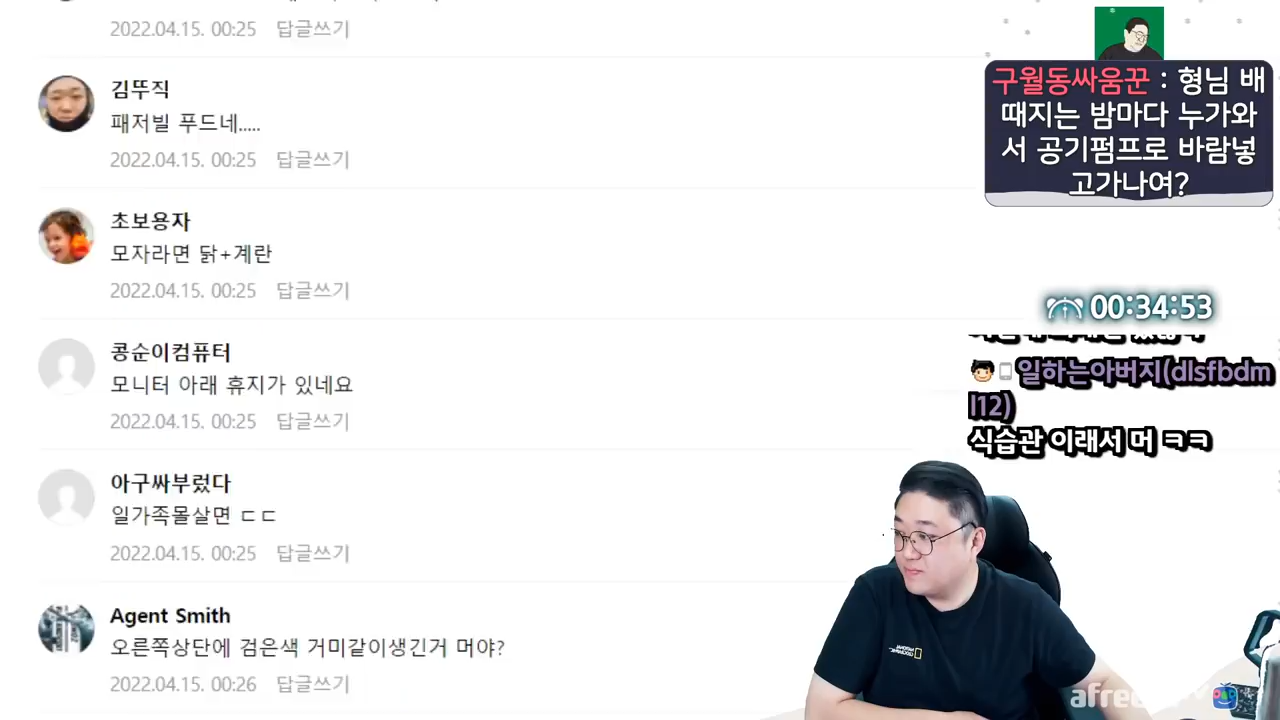 2022.04.15. 00:25 답글쓰기
김뚜직
패저빌 푸드네.....
2022.04.15. 00:25 답글쓰기
초보용자
모자라면 닭+계란
2022.04.15. 00:25 답글쓰기
콩순이컴퓨터
모니터 아래 휴지가 있네요
2022.04.15. 00:25 답글쓰기
아구싸부렀다
일가족몰살면 ㄷㄷ
2022.04.15. 00:25 답글쓰기
Agent Smith
오른쪽상단에 검은색 거미같이생긴거 머야?
2022.04.15. 00:26 답글쓰기
구월동싸움꾼 : 형님 배
때지는 밤마다 누가와
서 공기펌프로 바람넣
고가나여?
00:34:53
일하는아버지(dlsfbdm
l12)
식습관 이래서 머 ㅋㅋ